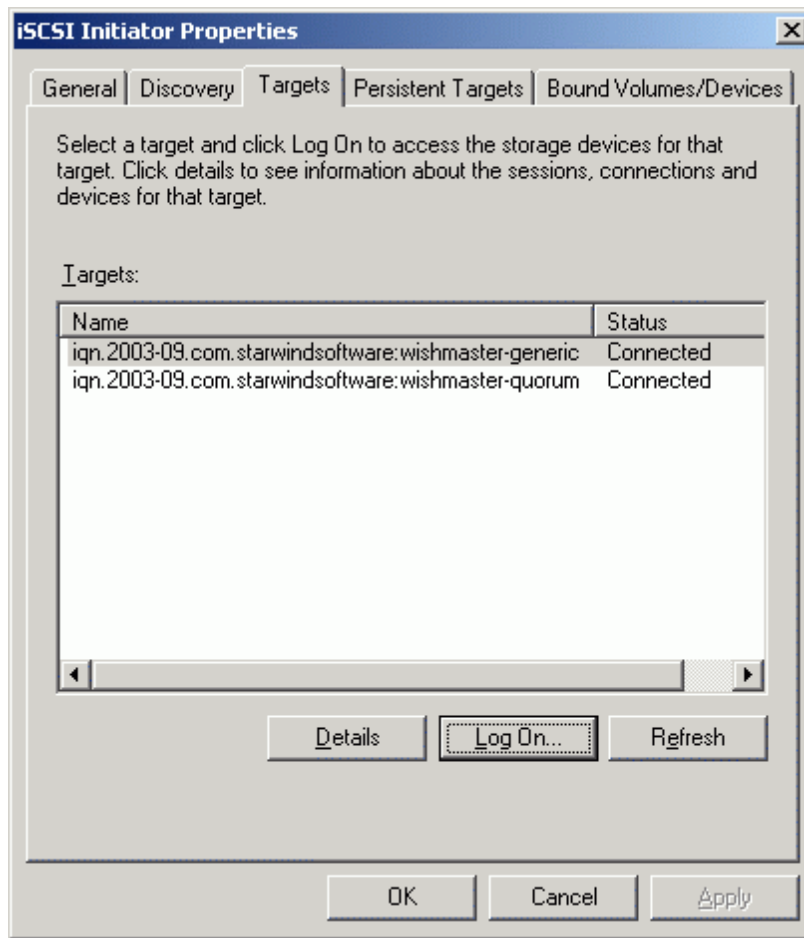 iSCSI Initiator Properties
General Discovery Targets Persistent Targets Bound Volumes/Devices
Select a target and click Log On to access the storage devices for that
target. Click details to see information about the sessions, connections and
devices for that target.
Targets:
Name Status
iqn.2003-09.com.starwindsoftware:wishmaster-generic Connected
iqn.2003-09.com.starwindsoftware:wishmaster-quorum Connected
Details Log On... Refresh
OK Cancel Apply